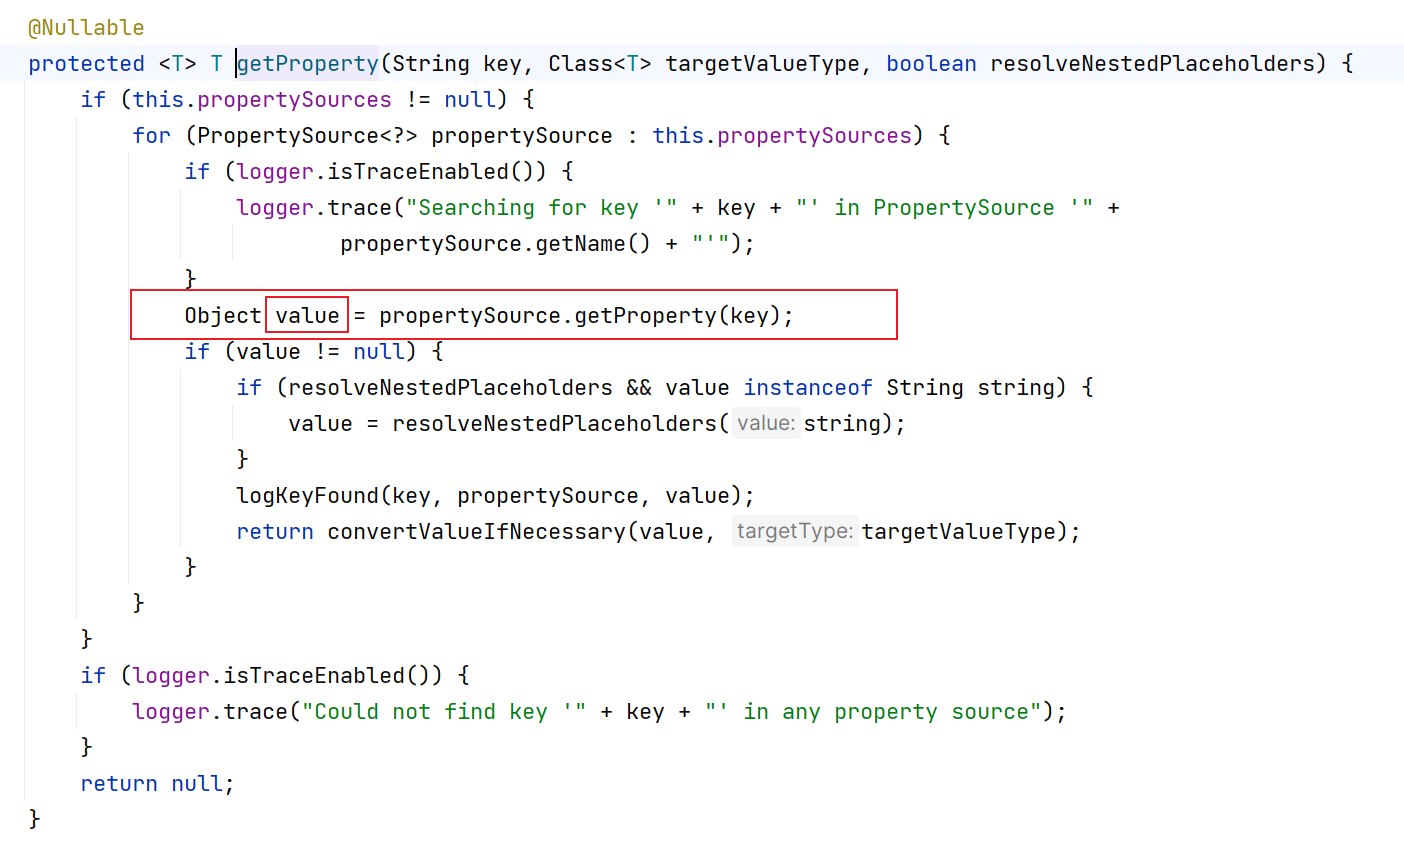 @Nullable
protected <T> T getProperty(String key, Class<T> targetValueType, boolean resolveNestedPlaceholders) {
    if (this.propertySources != null) {
        for (PropertySource<?> propertySource : this.propertySources) {
            if (logger.isTraceEnabled()) {
                logger.trace("Searching for key '" + key + "' in PropertySource '" +
                        propertySource.getName() + "'");
            }
            Object value = propertySource.getProperty(key);
            if (value != null) {
                if (resolveNestedPlaceholders && value instanceof String string) {
                    value = resolveNestedPlaceholders( value: string);
                }
                logKeyFound(key, propertySource, value);
                return convertValueIfNecessary(value, targetType: targetValueType);
            }
        }
    }
    if (logger.isTraceEnabled()) {
        logger.trace("Could not find key '" + key + "' in any property source");
    }
    return null;
}